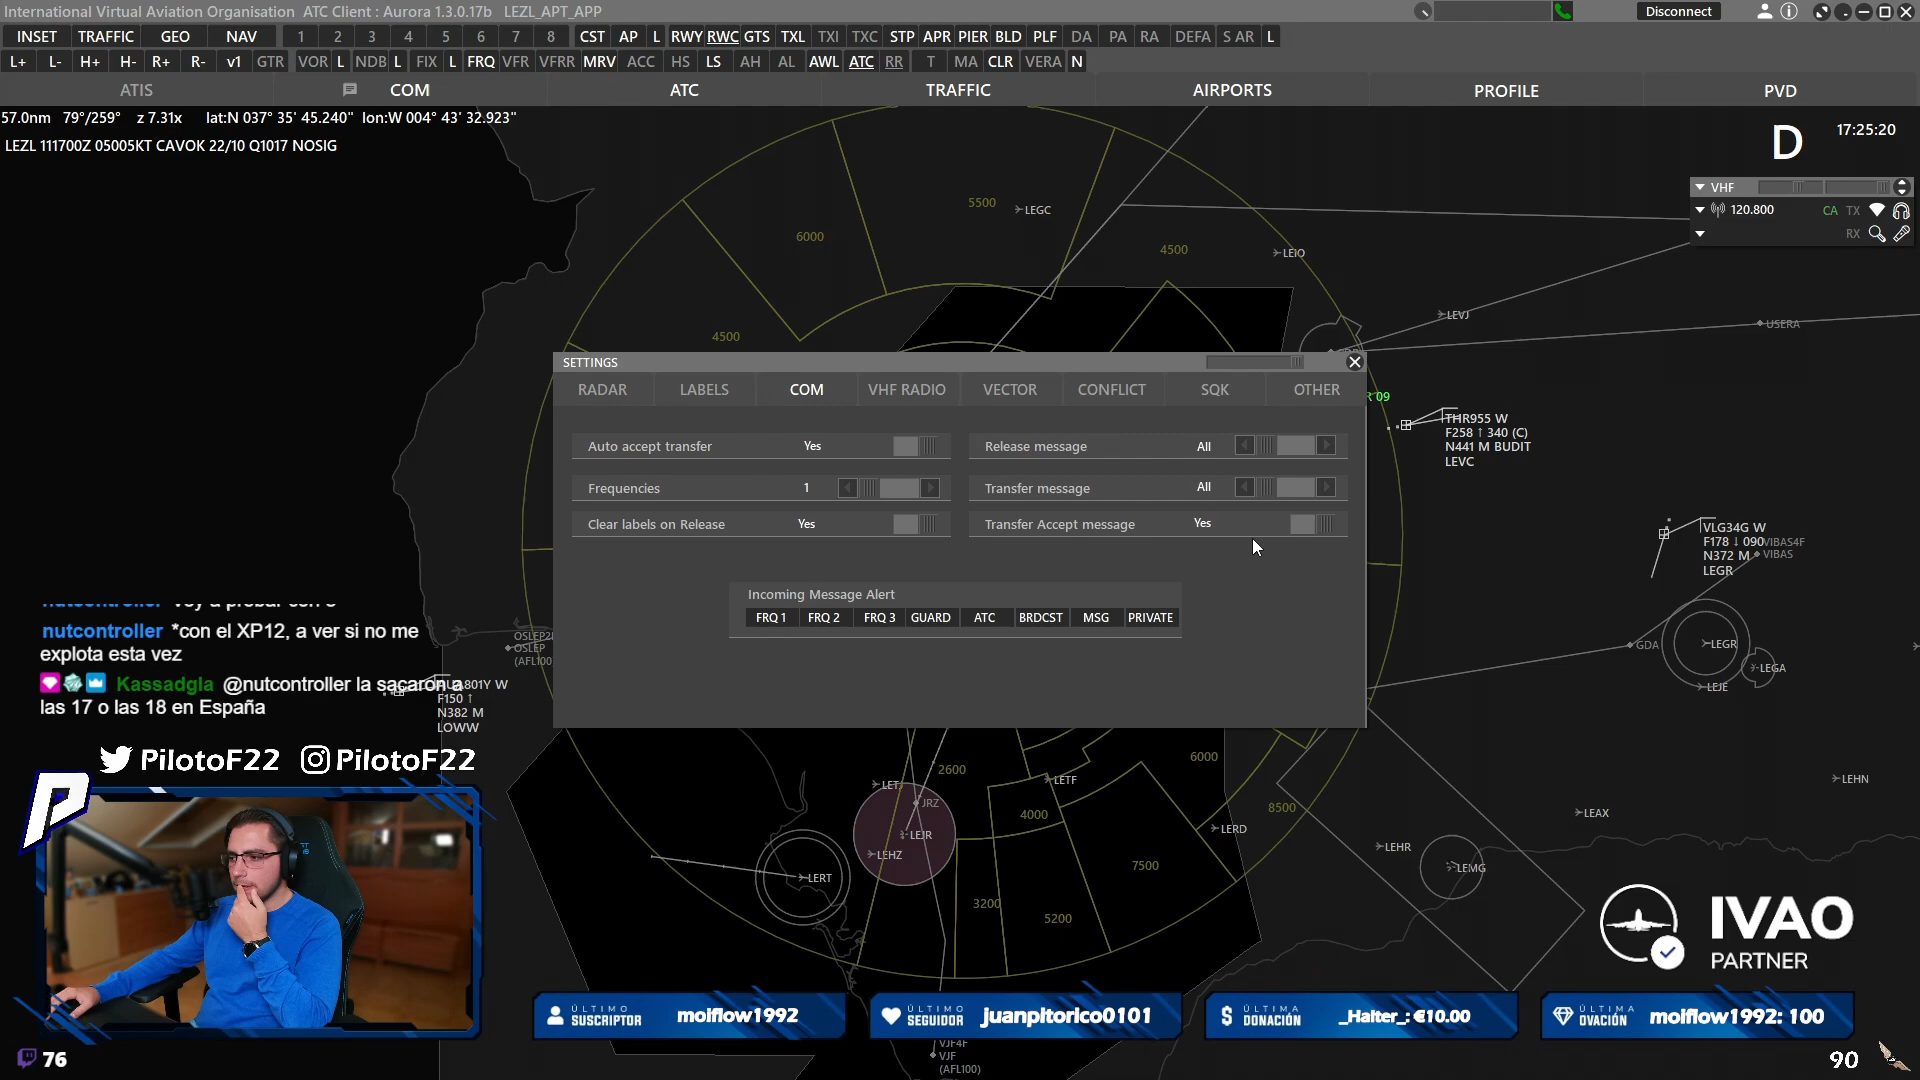 International Virtual Aviation Organisation   ATC Client : Aurora 1.3.0.17b   LEZL_APT_APP
Disconnect
INSET TRAFFIC GEO NAV 1 2 3 4 5 6 7 8 CST AP L RWY RWC GTS TXL TXI TXC STP APR PIER BLD PLF DA PA RA DEFA S AR L
L+ L- H+ H- R+ R- v1 GTR VOR L NDB L FIX L FRQ VFR VFRR MRV ACC HS LS AH AL AWL ATC RR T MA CLR VERA N
ATIS COM ATC TRAFFIC AIRPORTS PROFILE PVD
57.0nm 79°/259° z 7.31x lat:N 037° 35' 45.240" lon:W 004° 43' 32.923"
LEZL 111700Z 05005KT CAVOK 22/10 Q1017 NOSIG
D
17:25:20
VHF
120.800 CA TX
RX
5500
LEGC
6000
4500
LEIO
LEVJ
USERA
4500
SETTINGS
RADAR LABELS COM VHF RADIO VECTOR CONFLICT SQK OTHER
Auto accept transfer Yes
Release message All
Frequencies 1
Transfer message All
Clear labels on Release Yes
Transfer Accept message Yes
Incoming Message Alert
FRQ 1 FRQ 2 FRQ 3 GUARD ATC BRDCST MSG PRIVATE
R 09
THR955 W
F258 ↑ 340 (C)
N441 M BUDIT
LEVC
VLG34G W
F178 ↓ 090
N372 M
LEGR
VIBAS4F
VIBAS
GDA
LEGR
LEGA
LEJE
nutcontroller *con el XP12, a ver si no me
explota esta vez
Kassadgla @nutcontroller la sacaron a
las 17 o las 18 en España
OSLEP
(AFL100
801Y W
F150 ↑
N382 M
LOWW
PilotoF22 PilotoF22
P
2600
JRZ
LEJR
LEHZ
LERT
LETF
4000
6000
8500
LERD
7500
3200
5200
LEHN
LEAX
LEHR
LEMG
IVAO
PARTNER
ÚLTIMO
SUSCRIPTOR
moiflow1992
ÚLTIMO
SEGUIDOR
juanpitorico0101
ÚLTIMA
DONACIÓN
_Halter_: €10.00
ÚLTIMA
OVACIÓN
moiflow1992: 100
VJF4F
VJF
(AFL100)
76
90